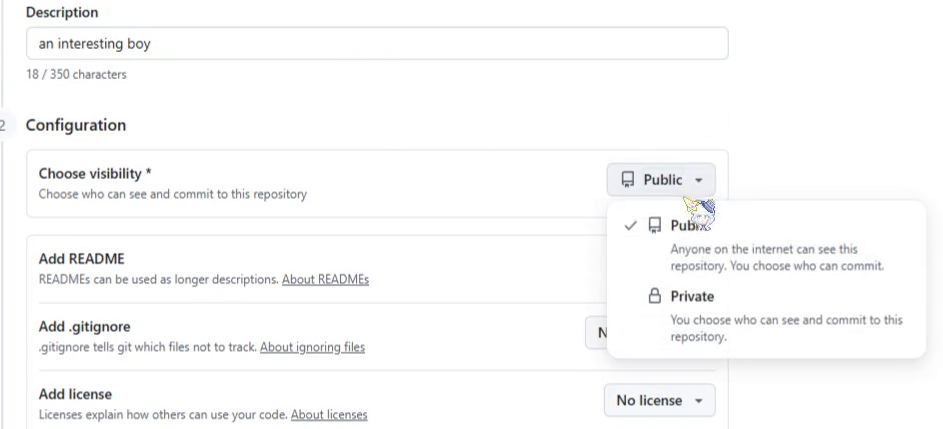 Description
an interesting boy
18 / 350 characters
2
Configuration
Choose visibility *
Choose who can see and commit to this repository
Public
Anyone on the internet can see this
repository. You choose who can commit.
Private
You choose who can see and commit to this
repository.
Add README
READMEs can be used as longer descriptions. About READMEs
Add .gitignore
.gitignore tells git which files not to track. About ignoring files
Add license
Licenses explain how others can use your code. About licenses
No license